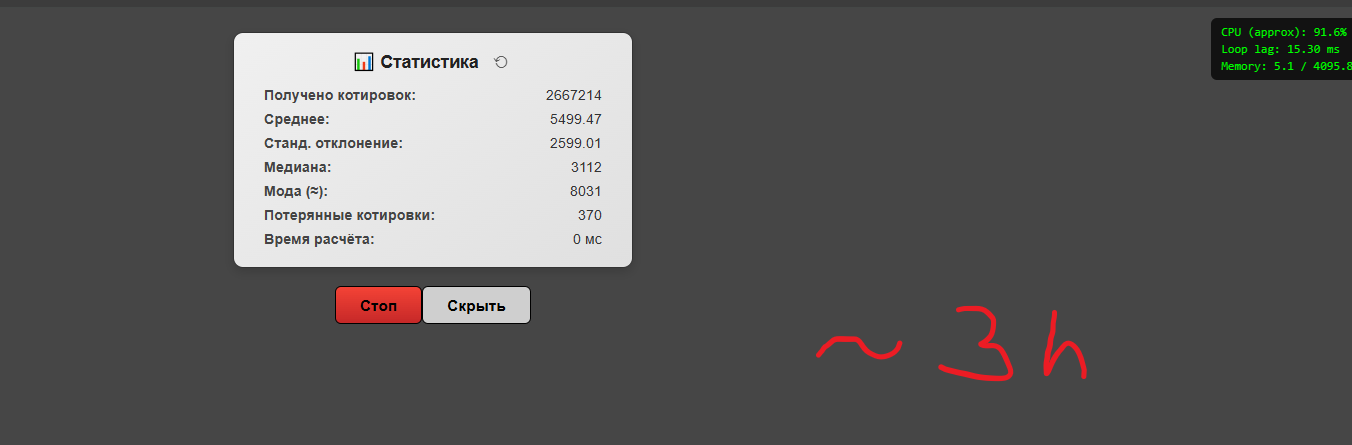 📊 Статистика
Получено котировок: 2667214
Среднее: 5499.47
Станд. отклонение: 2599.01
Медиана: 3112
Мода (≈): 8031
Потерянные котировки: 370
Время расчёта: 0 мс
Стоп Скрыть
CPU (approx): 91.6%
Loop lag: 15.30 ms
Memory: 5.1 / 4095.8
~ 3h